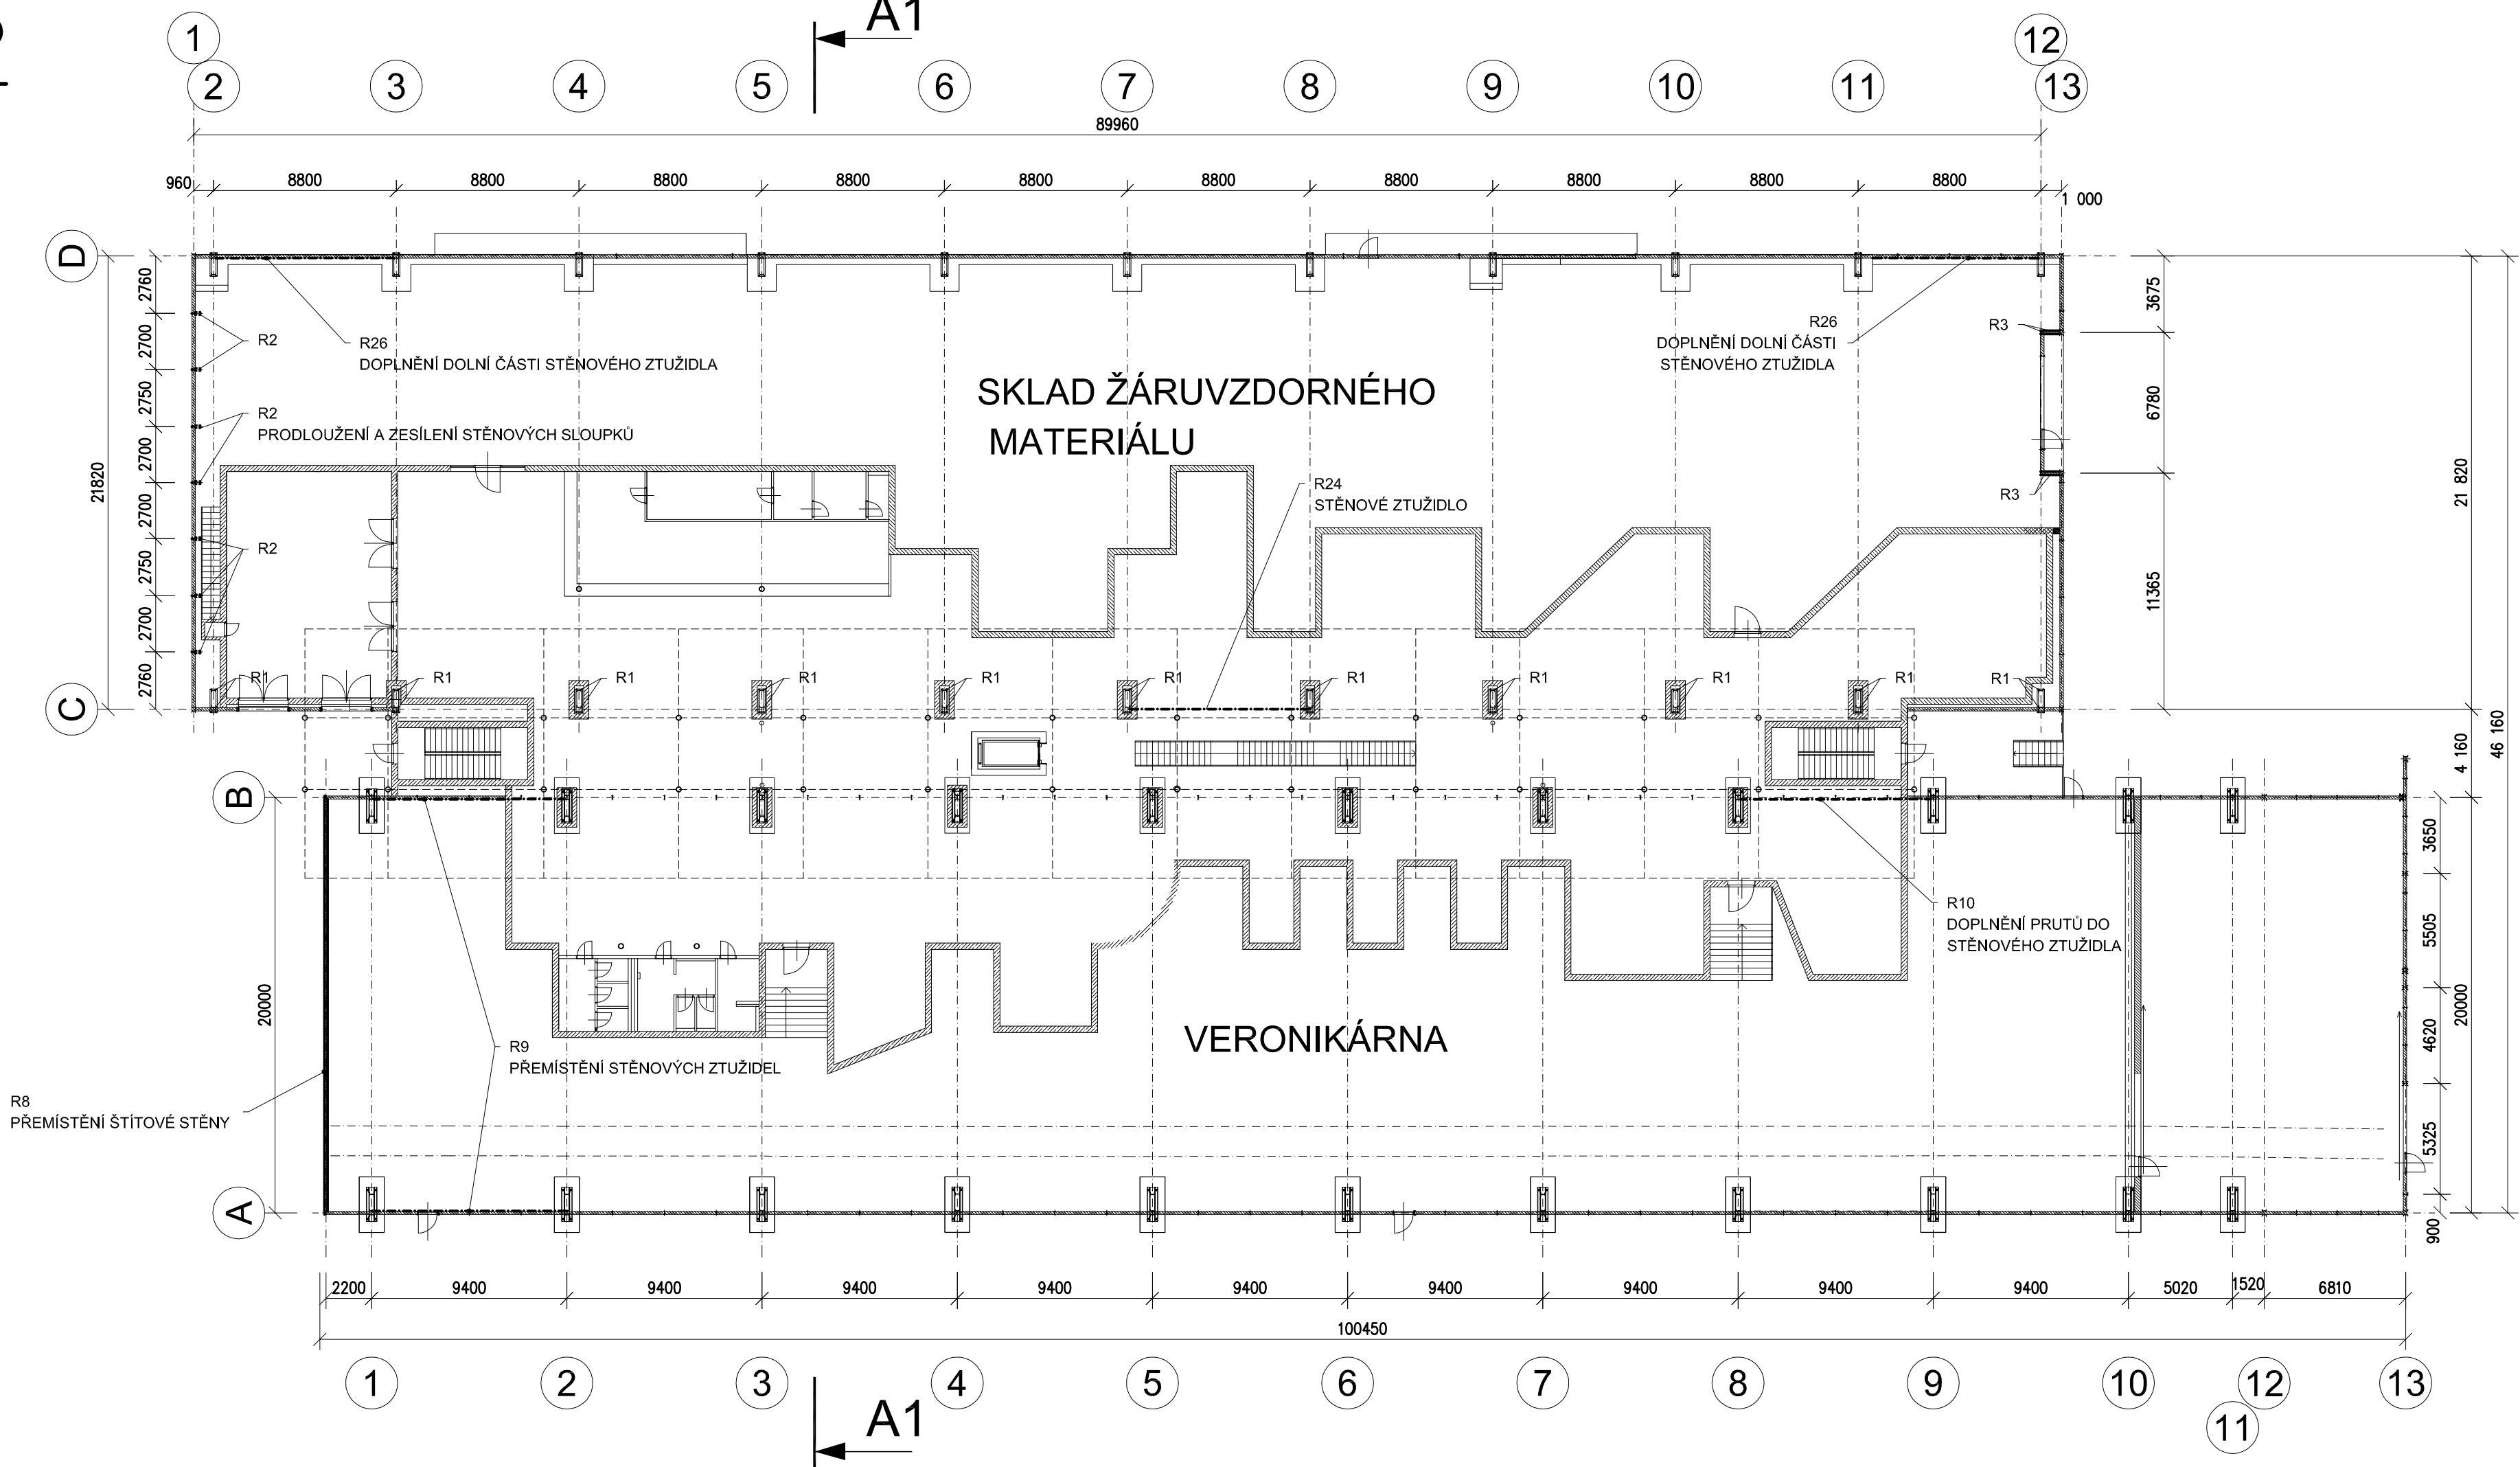 A1
1
12
2
3
4
5
6
7
8
9
10
11
13
89960
960
8800
8800
8800
8800
8800
8800
8800
8800
8800
8800
1 000
D
C
B
A
2760
2700
2750
2700
2700
2750
2700
2760
21820
20000
R2
R26
DOPLNĚNÍ DOLNÍ ČÁSTI STĚNOVÉHO ZTUŽIDLA
R2
PRODLOUŽENÍ A ZESÍLENÍ STĚNOVÝCH SLOUPKŮ
R2
SKLAD ŽÁRUVZDORNÉHO
MATERIÁLU
R26
DOPLNĚNÍ DOLNÍ ČÁSTI
STĚNOVÉHO ZTUŽIDLA
R3
R3
R24
STĚNOVÉ ZTUŽIDLO
3675
6780
11365
21 820
4 160
46 160
R1
R1
R1
R1
R1
R1
R1
R1
R1
R1
R1
R10
DOPLNĚNÍ PRUTŮ DO
STĚNOVÉHO ZTUŽIDLA
VERONIKÁRNA
R9
PŘEMÍSTĚNÍ STĚNOVÝCH ZTUŽIDEL
R8
PŘEMÍSTĚNÍ ŠTÍTOVÉ STĚNY
3650
5505
4620
5325
900
20000
2200
9400
9400
9400
9400
9400
9400
9400
9400
9400
5020
1520
6810
100450
1
2
3
4
5
6
7
8
9
10
12
13
11
A1